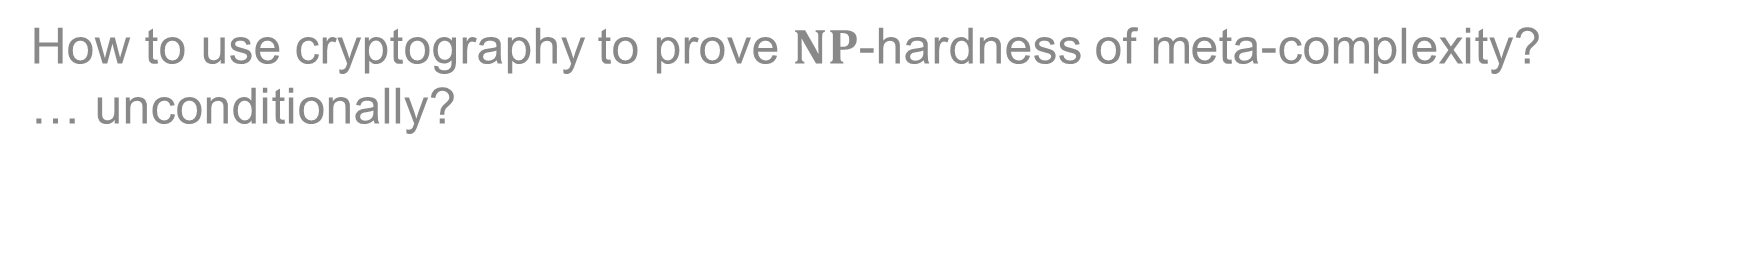 How to use cryptography to prove NP-hardness of meta-complexity?
… unconditionally?